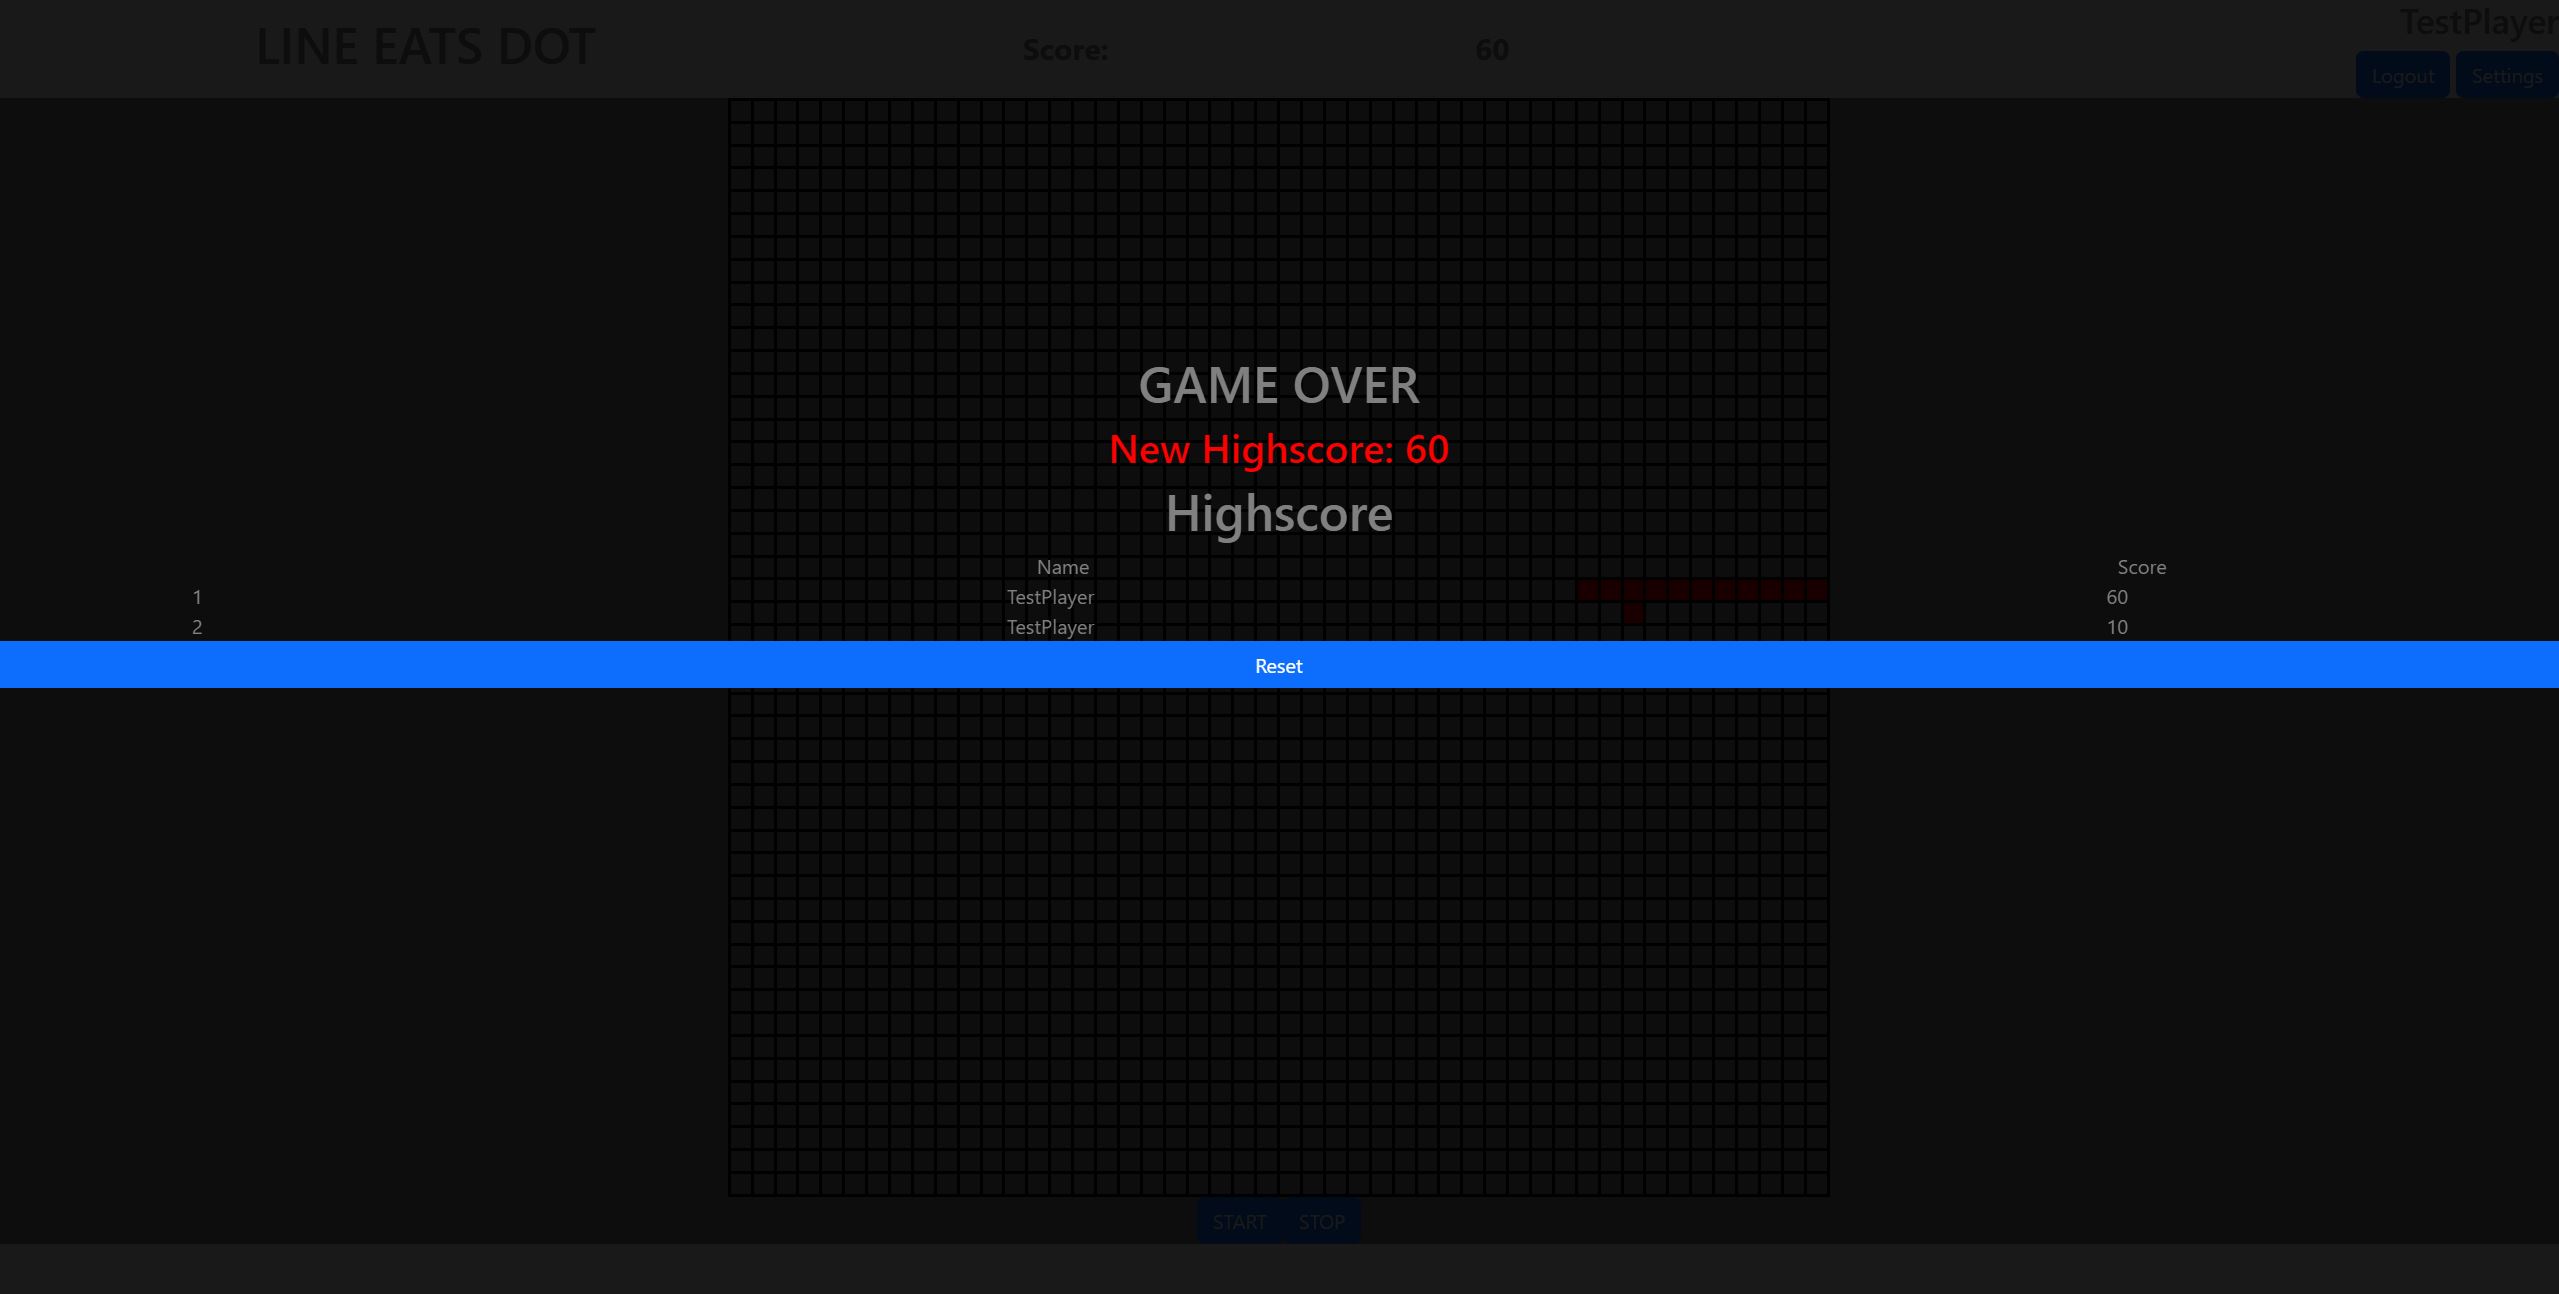 LINE EATS DOT
Score: 60
TestPlayer
Logout Settings
GAME OVER
New Highscore: 60
Highscore
Name Score
1 TestPlayer 60
2 TestPlayer 10
Reset
START STOP